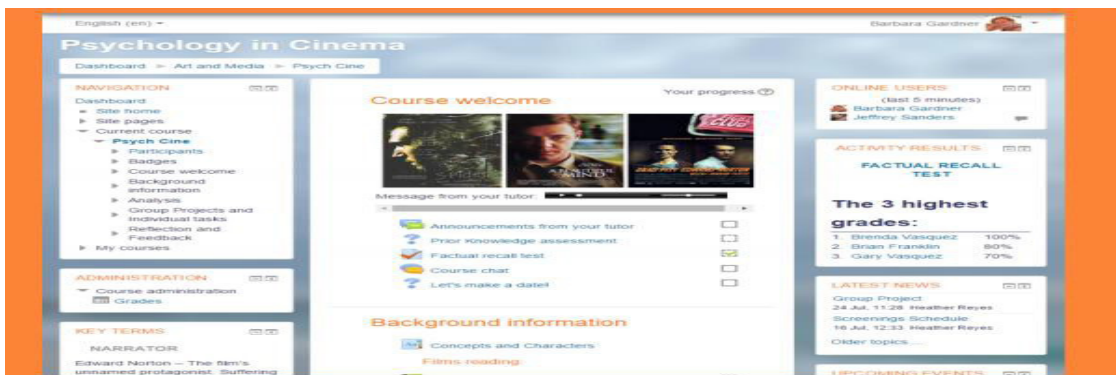 English (en)
Barbara Gardner
Psychology in Cinema
Dashboard
Art and Media
Psych Cine
NAVIGATION
Dashboard
Site home
Site pages
Current course
Psych Cine
Participants
Badges
Course welcome
Background
information
Analysis
Group Projects and
Individual tasks
Reflection and
Feedback
My courses
ADMINISTRATION
Course administration
Grades
KEY TERMS
NARRATOR
Edward Norton – The film's
unnamed protagonist. Suffering
Your progress
Course welcome
A BEAUTIFUL MIND
CLUB
Message from your tutor:
Announcements from your tutor
Prior Knowledge assessment
Factual recall test
Course chat
Let's make a date!
Background information
Concepts and Characters
Films reading:
ONLINE USERS
(last 5 minutes)
Barbara Gardner
Jeffrey Sanders
ACTIVITY RESULTS
FACTUAL RECALL
TEST
The 3 highest
grades:
1. Brenda Vasquez 100%
2. Brian Franklin 80%
3. Gary Vasquez 70%
LATEST NEWS
Group Project
24 Jul, 11:28 Heather Reyes
Screenings Schedule
16 Jul, 12:33 Heather Reyes
Older topics ...
UPCOMING EVENTS